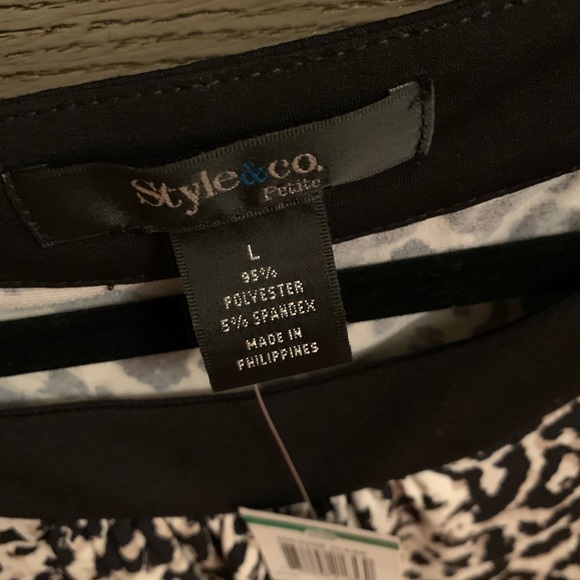 Style&co.
Petite
L
95%
POLYESTER
5% SPANDEX
MADE IN
PHILIPPINES